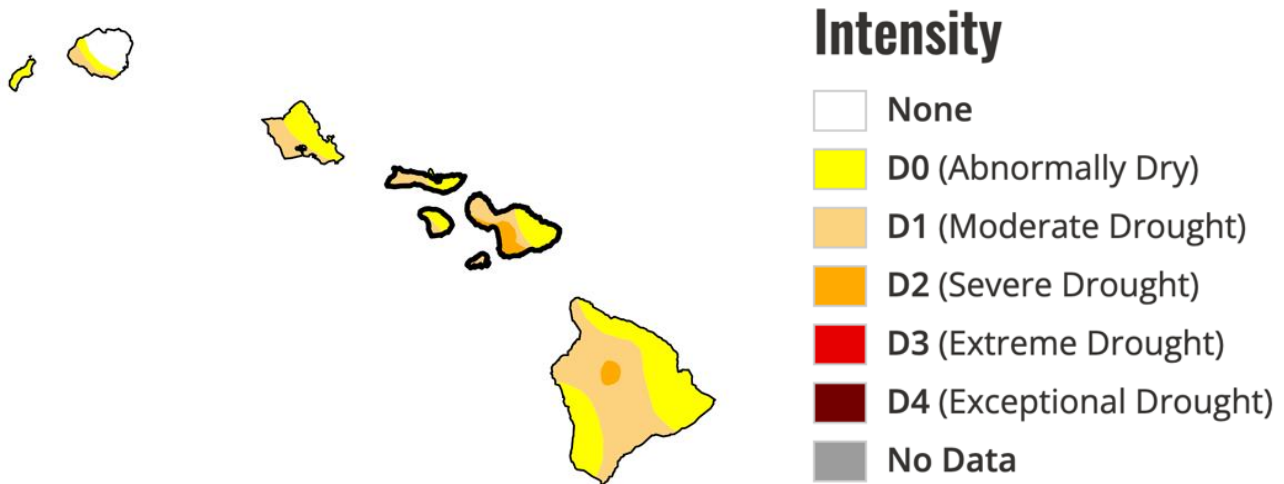 Intensity
None
D0 (Abnormally Dry)
D1 (Moderate Drought)
D2 (Severe Drought)
D3 (Extreme Drought)
D4 (Exceptional Drought)
No Data